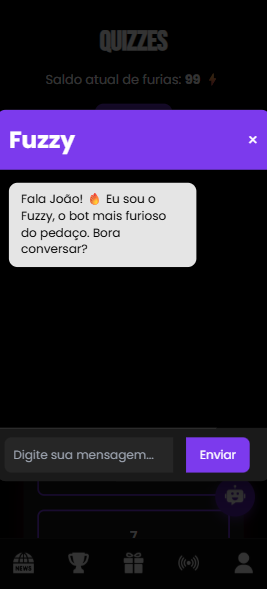 QUIZZES
Saldo atual de furias: 99
Fuzzy
×
Fala João! 🔥 Eu sou o
Fuzzy, o bot mais furioso
do pedaço. Bora
conversar?
Digite sua mensagem...
Enviar
7
NEWS